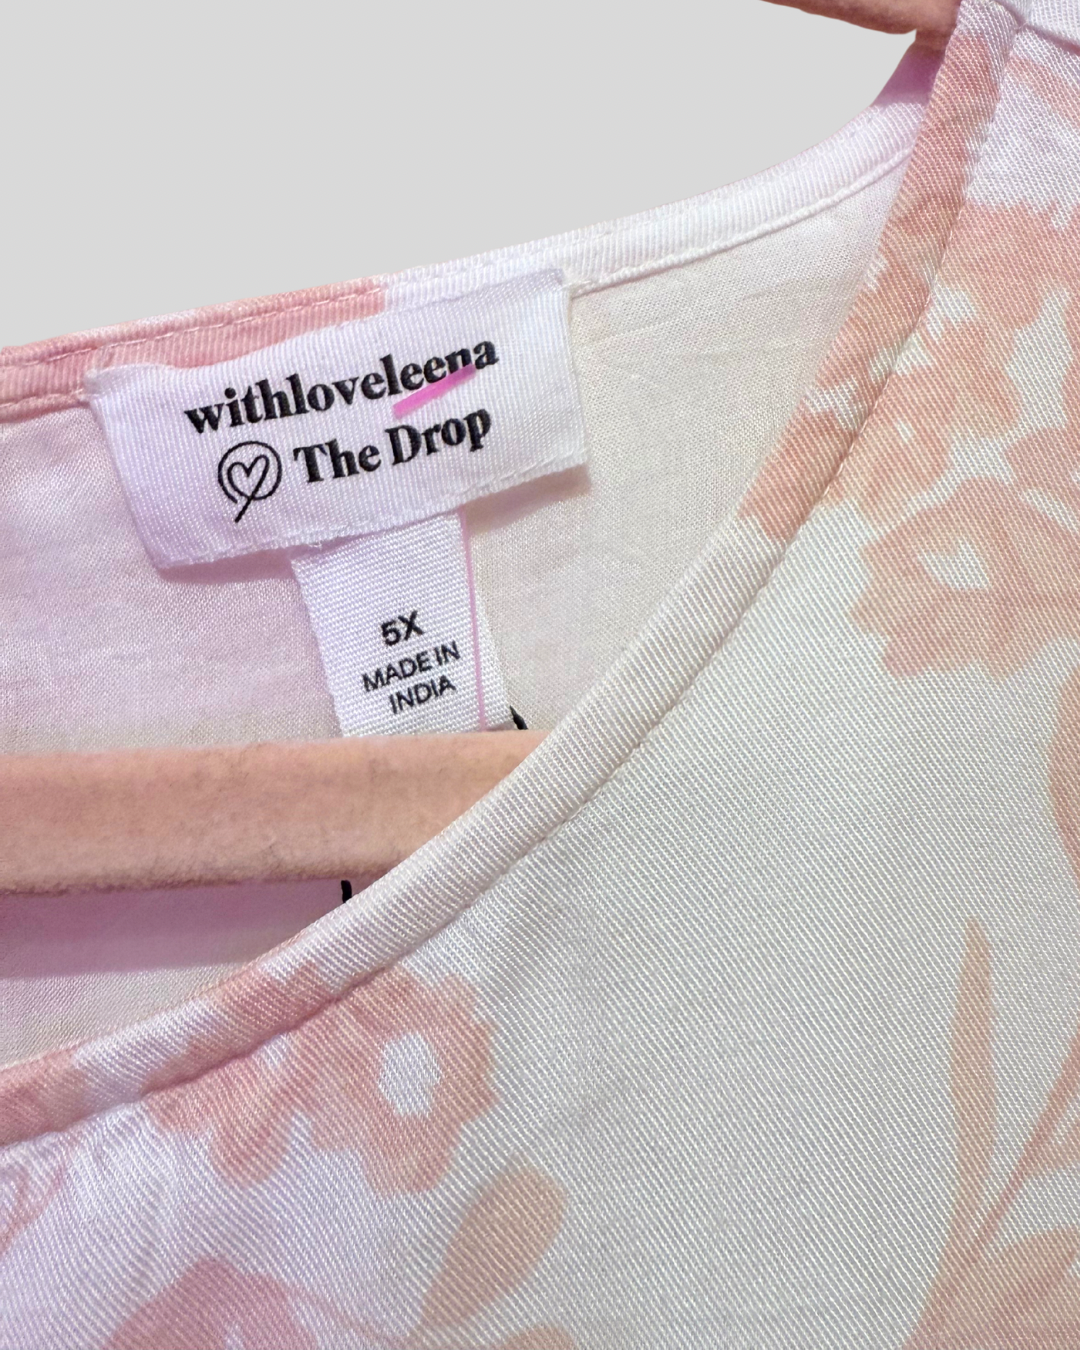 withloveleena
The Drop
5X
MADE IN
INDIA